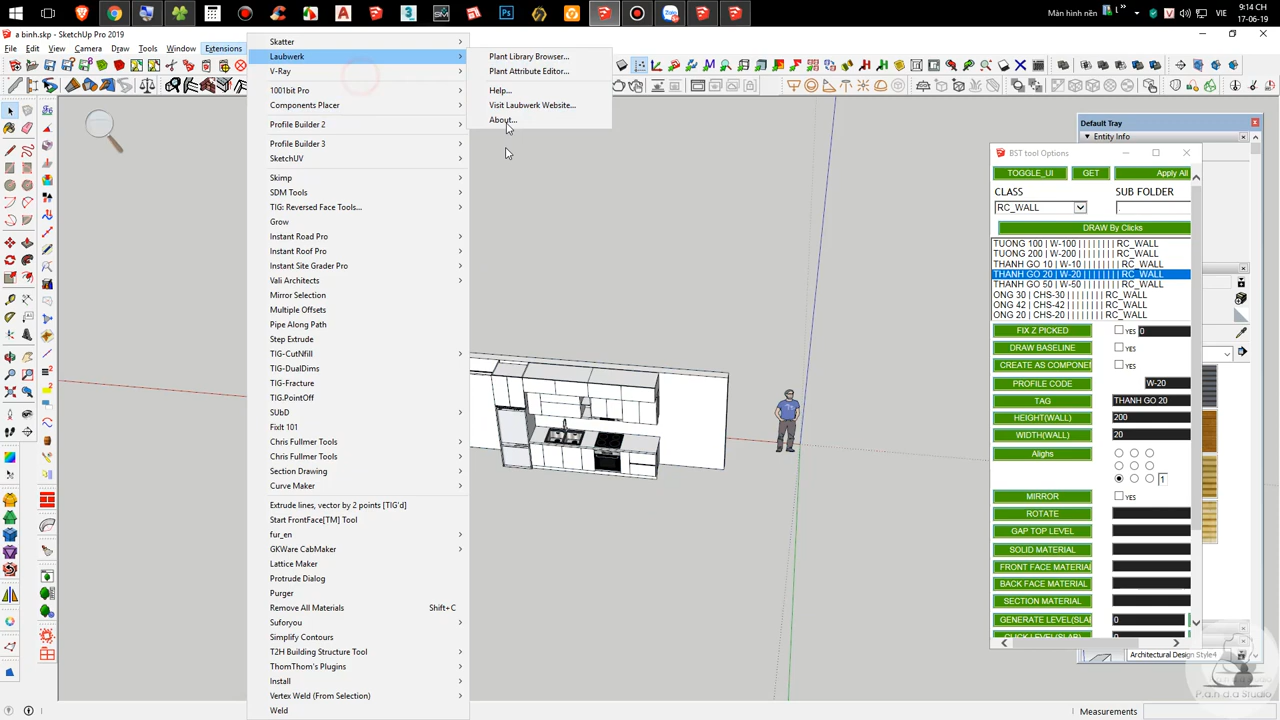 Màn hình nền
VIE
9:14 CH
17-06-19
a binh.skp - SketchUp Pro 2019
File Edit View Camera Draw Tools Window Extensions
Skatter
Laubwerk
V-Ray
1001bit Pro
Components Placer
Profile Builder 2
Profile Builder 3
SketchUV
Skimp
SDM Tools
TIG: Reversed Face Tools...
Grow
Instant Road Pro
Instant Roof Pro
Instant Site Grader Pro
Vali Architects
Mirror Selection
Multiple Offsets
Pipe Along Path
Step Extrude
TIG-CutNfill
TIG-DualDims
TIG-Fracture
TIG.PointOff
SUbD
FixIt 101
Chris Fullmer Tools
Chris Fullmer Tools
Section Drawing
Curve Maker
Extrude lines, vector by 2 points [TIG'd]
Start FrontFace[TM] Tool
fur_en
GKWare CabMaker
Lattice Maker
Protrude Dialog
Purger
Remove All Materials Shift+C
Suforyou
Simplify Contours
T2H Building Structure Tool
ThomThom's Plugins
Install
Vertex Weld (From Selection)
Weld
Plant Library Browser...
Plant Attribute Editor...
Help...
Visit Laubwerk Website...
About...
Default Tray
Entity Info
BST tool Options
TOGGLE_UI GET Apply All
CLASS SUB FOLDER
RC_WALL
DRAW By Clicks
TUONG 100 | W-100 | | | | | | | | RC_WALL
TUONG 200 | W-200 | | | | | | | | RC_WALL
THANH GO 10 | W-10 | | | | | | | | RC_WALL
THANH GO 20 | W-20 | | | | | | | | RC_WALL
THANH GO 50 | W-50 | | | | | | | | RC_WALL
ONG 30 | CHS-30 | | | | | | | | RC_WALL
ONG 42 | CHS-42 | | | | | | | | RC_WALL
ONG 20 | CHS-20 | | | | | | | | RC_WALL
FIX Z PICKED YES 0
DRAW BASELINE YES
CREATE AS COMPONE YES
PROFILE CODE W-20
TAG THANH GO 20
HEIGHT(WALL) 200
WIDTH(WALL) 20
Alighs
1
MIRROR YES
ROTATE
GAP TOP LEVEL
SOLID MATERIAL
FRONT FACE MATERIA
BACK FACE MATERIAL
SECTION MATERIAL
GENERATE LEVEL(SLAB 0
CLICK LEVEL(SLAB) 0
Architectural Design Style4
P.a.n.d.a Studio
Measurements